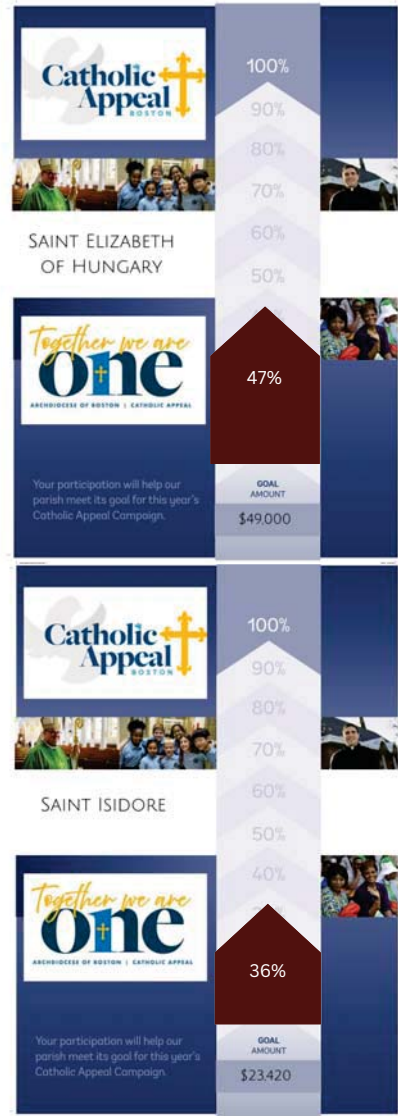 Catholic
Appeal
BOSTON
100%
90%
80%
70%
60%
50%
SAINT ELIZABETH
OF HUNGARY
Together we are
one
ARCHDIOCESE OF BOSTON | CATHOLIC APPEAL
47%
Your participation will help our
parish meet its goal for this year's
Catholic Appeal Campaign.
GOAL
AMOUNT
$49,000
Catholic
Appeal
BOSTON
100%
90%
80%
70%
60%
50%
40%
SAINT ISIDORE
Together we are
one
ARCHDIOCESE OF BOSTON | CATHOLIC APPEAL
36%
Your participation will help our
parish meet its goal for this year's
Catholic Appeal Campaign.
GOAL
AMOUNT
$23,420